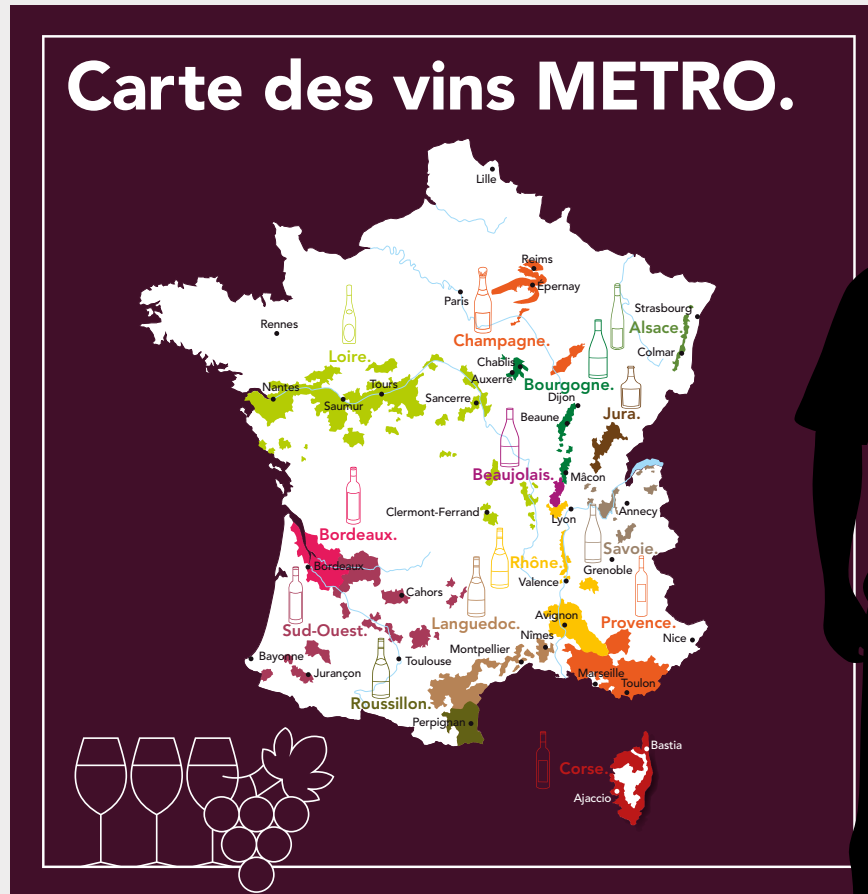 Carte des vins METRO.
Lille
Reims
Epernay
Paris
Strasbourg
Rennes
Champagne.
Alsace.
Loire.
Colmar
Chablis
Auxerre
Bourgogne.
Nantes
Tours
Saumur
Sancerre
Dijon
Beaune
Jura.
Beaujolais.
Mâcon
Clermont-Ferrand
Lyon
Annecy
Bordeaux.
Savoie.
Bordeaux
Rhône.
Grenoble
Valence
Cahors
Avignon
Sud-Ouest.
Languedoc.
Provence.
Nîmes
Nice
Montpellier
Bayonne
Toulouse
Jurançon
Marseille
Toulon
Roussillon.
Perpignan
Bastia
Corse.
Ajaccio